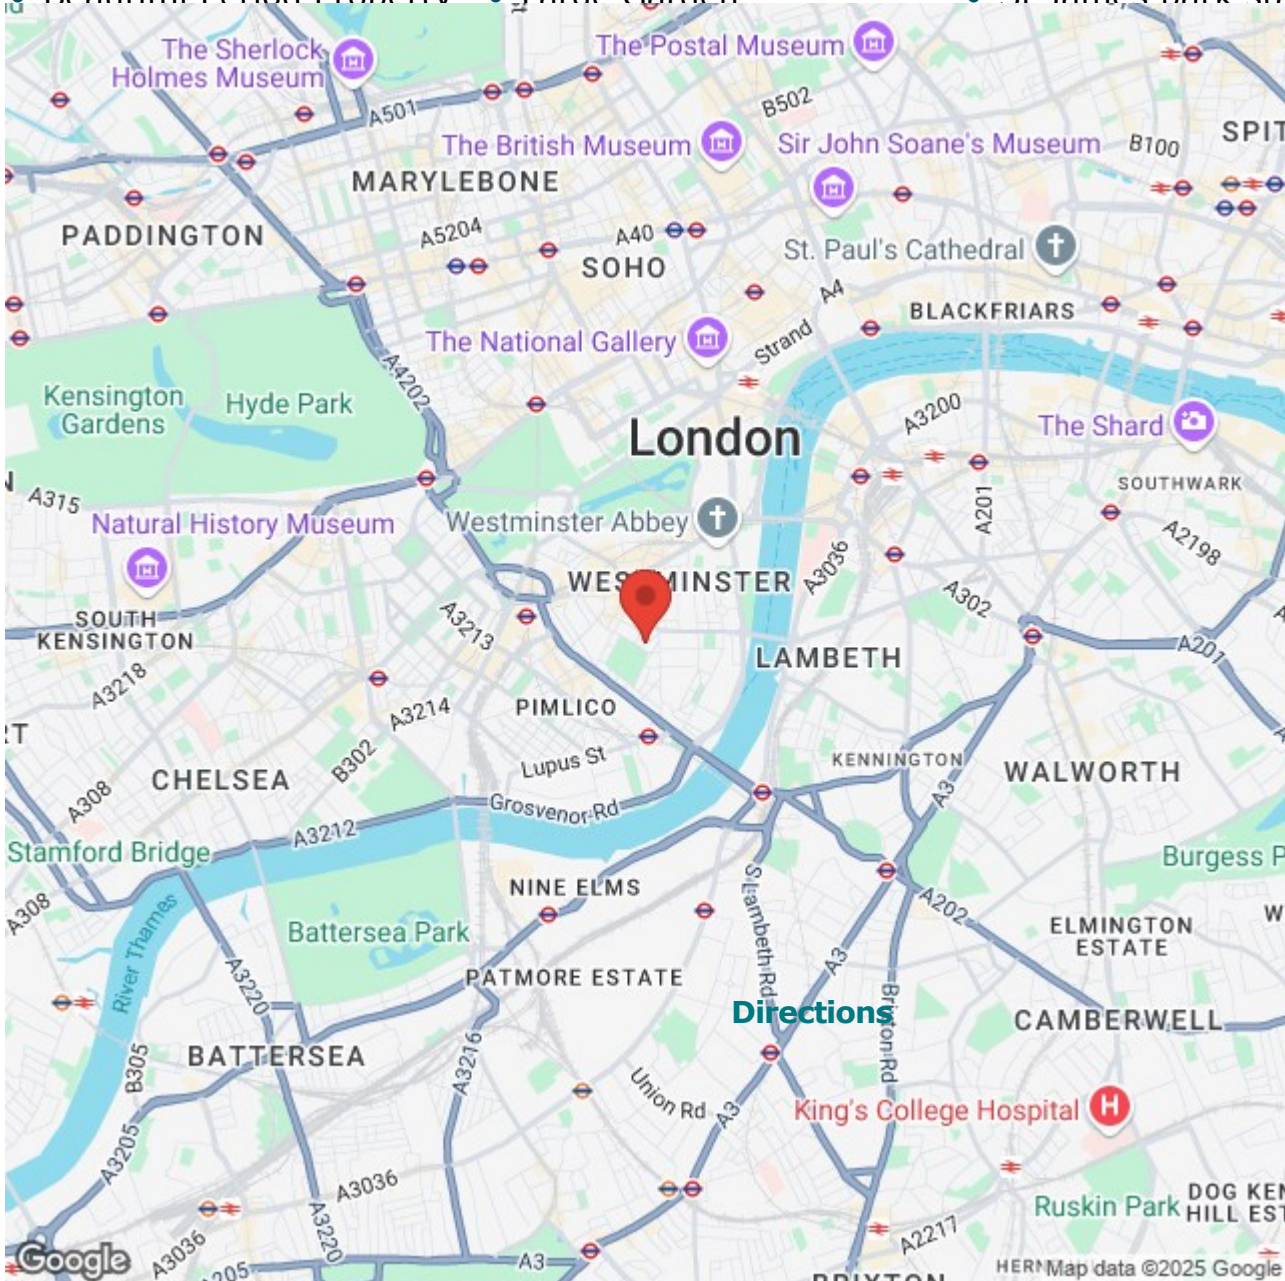 The Sherlock
Holmes Museum
The Postal Museum
A501
B502
The British Museum
Sir John Soane's Museum
B100
SPIT
MARYLEBONE
PADDINGTON
A5204
A40
SOHO
St. Paul's Cathedral
A4
BLACKFRIARS
Strand
The National Gallery
A4202
Kensington
Gardens
Hyde Park
A3200
London
The Shard
A315
SOUTHWARK
A201
Natural History Museum
Westminster Abbey
A2198
A3036
WESTMINSTER
A302
SOUTH
KENSINGTON
A3213
A201
LAMBETH
A3218
A3214
PIMLICO
RT
B302
Lupus St
KENNINGTON
WALWORTH
CHELSEA
A308
A3
Grosvenor Rd
A3212
Stamford Bridge
Burgess P
NINE ELMS
S Lambeth Rd
A308
A202
River Thames
Battersea Park
ELMINGTON
ESTATE
W
A3
PATMORE ESTATE
A3220
Directions
Brixton Rd
CAMBERWELL
BATTERSEA
B305
A3216
Union Rd
A3
King's College Hospital
A3205
A3036
Ruskin Park
DOG KEN
HILL EST
A3220
A2217
A3036
Google
A3
HERN
Map data ©2025 Google
BRIXTON